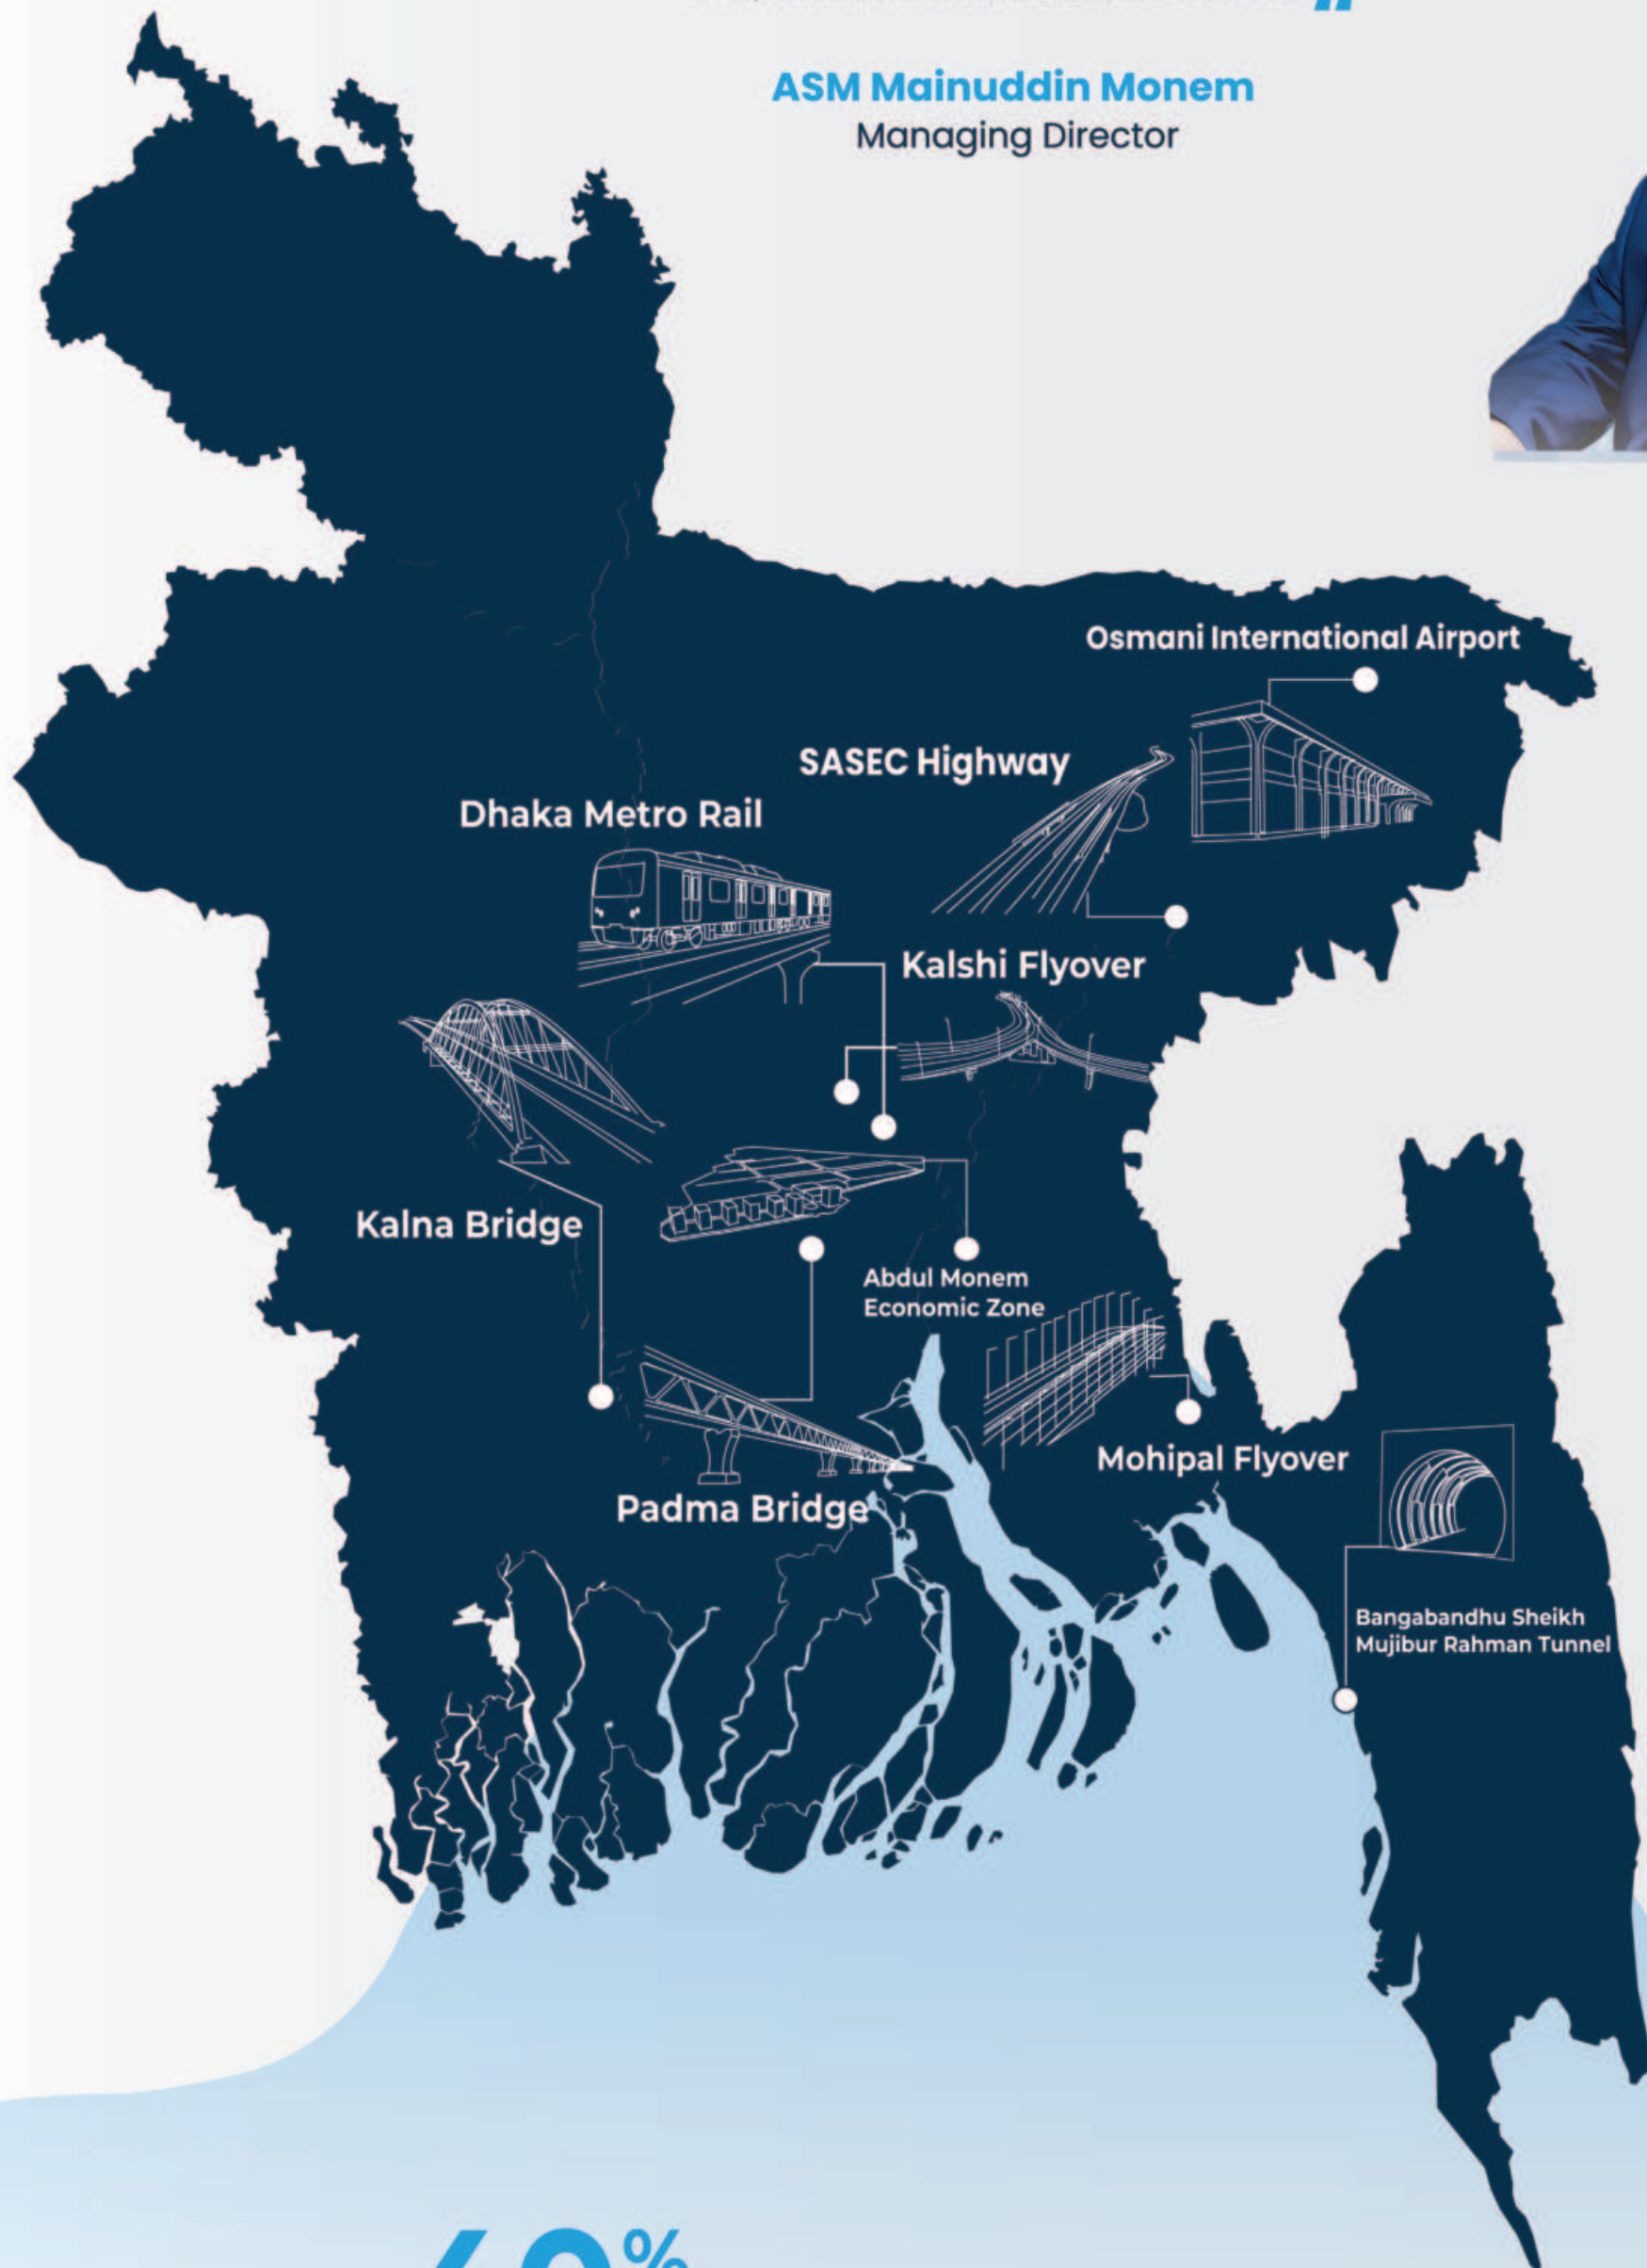 ASM Mainuddin Monem
Managing Director
Osmani International Airport
SASEC Highway
Dhaka Metro Rail
Kalshi Flyover
Kalna Bridge
Abdul Monem
Economic Zone
Mohipal Flyover
Padma Bridge
Bangabandhu Sheikh
Mujibur Rahman Tunnel
%